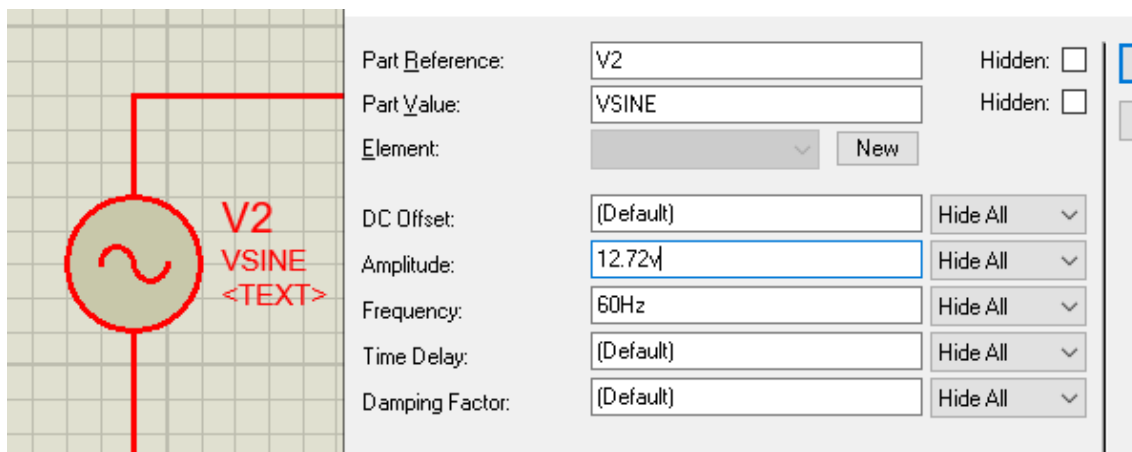 V2
VSINE
<TEXT>
Part Reference: V2 Hidden:
Part Value: VSINE Hidden:
Element: New
DC Offset: (Default) Hide All
Amplitude: 12.72v Hide All
Frequency: 60Hz Hide All
Time Delay: (Default) Hide All
Damping Factor: (Default) Hide All